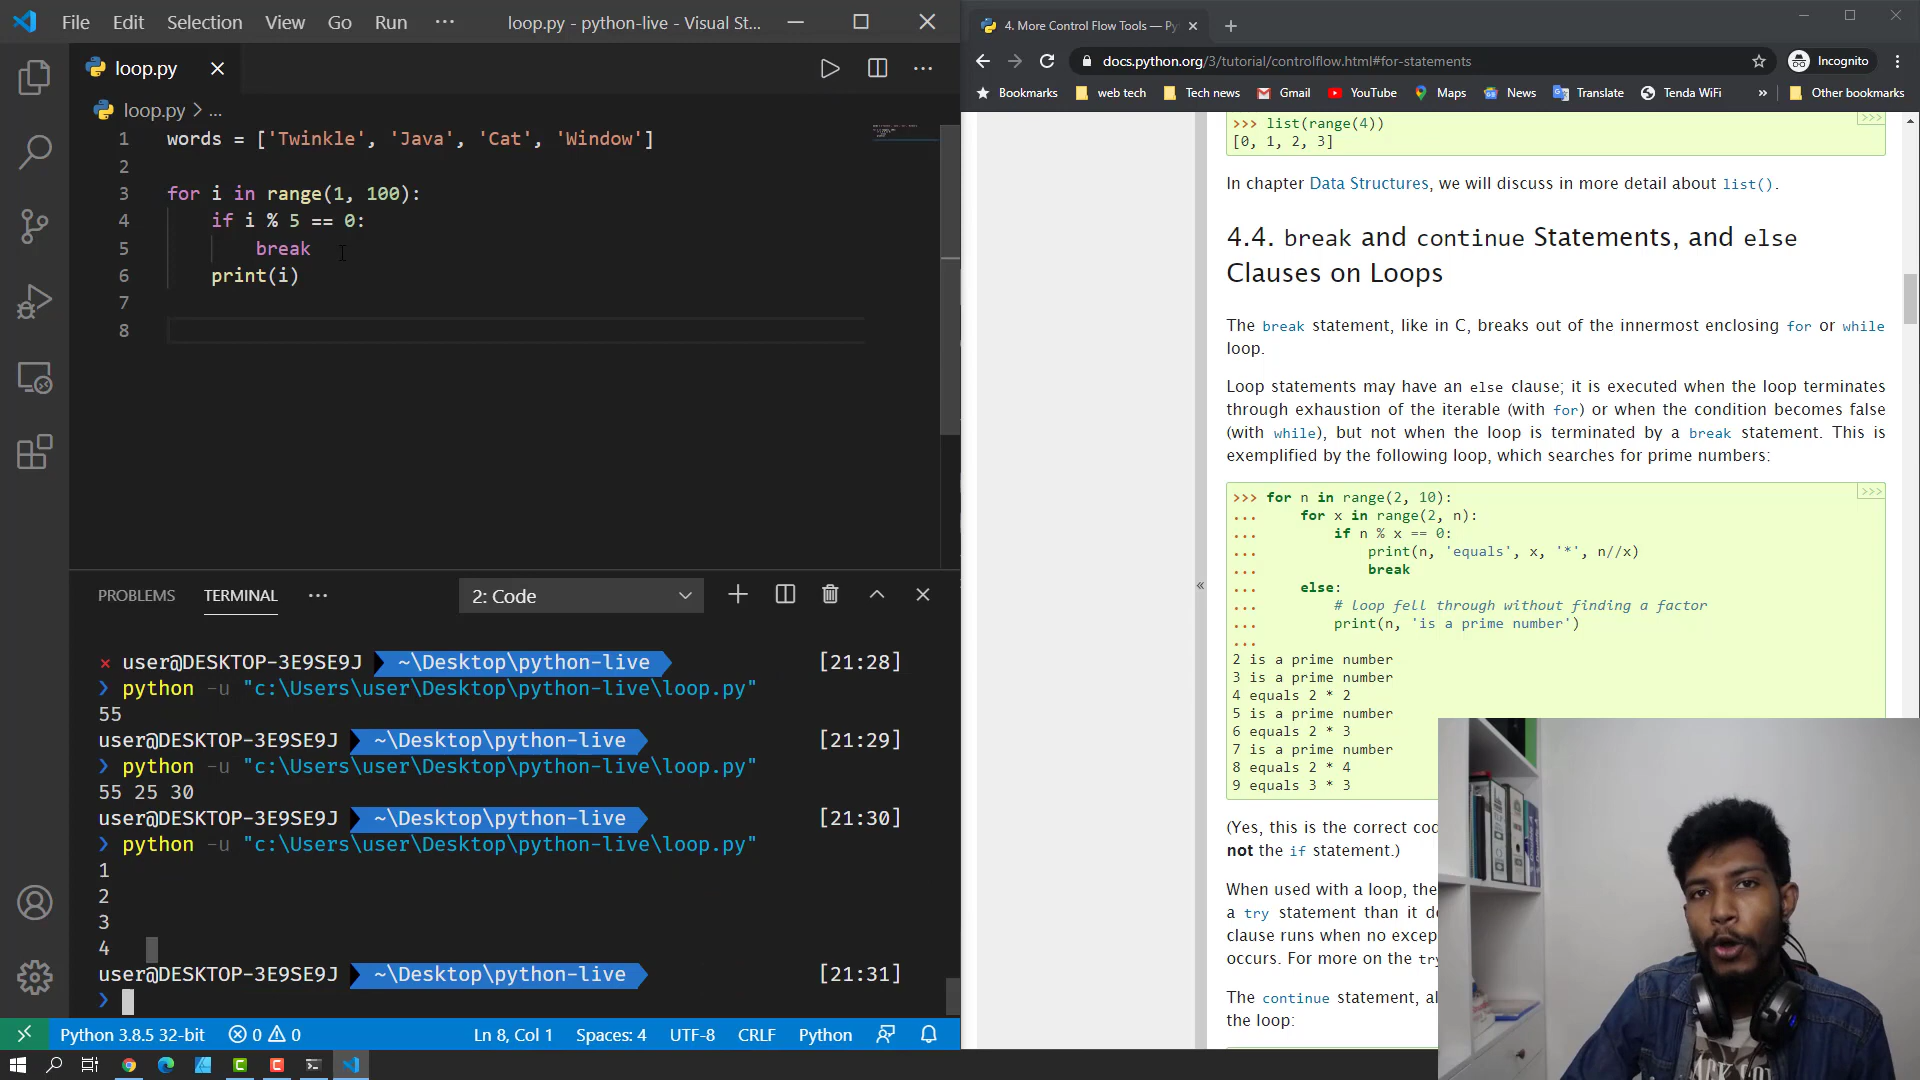 File Edit Selection View Go Run ··· loop.py - python-live - Visual St...
loop.py
loop.py > ...
1 words = ['Twinkle', 'Java', 'Cat', 'Window']
2
3 for i in range(1, 100):
4 if i % 5 == 0:
5 break
6 print(i)
7
8
PROBLEMS TERMINAL ··· 2: Code
× user@DESKTOP-3E9SE9J ~\Desktop\python-live [21:28]
❯ python -u "c:\Users\user\Desktop\python-live\loop.py"
55
user@DESKTOP-3E9SE9J ~\Desktop\python-live [21:29]
❯ python -u "c:\Users\user\Desktop\python-live\loop.py"
55 25 30
user@DESKTOP-3E9SE9J ~\Desktop\python-live [21:30]
❯ python -u "c:\Users\user\Desktop\python-live\loop.py"
1
2
3
4
user@DESKTOP-3E9SE9J ~\Desktop\python-live [21:31]
❯
Python 3.8.5 32-bit 0 0 Ln 8, Col 1 Spaces: 4 UTF-8 CRLF Python
4. More Control Flow Tools — Py
docs.python.org/3/tutorial/controlflow.html#for-statements Incognito
Bookmarks web tech Tech news Gmail YouTube Maps News Translate Tenda WiFi » Other bookmarks
>>> list(range(4)) >>>
[0, 1, 2, 3]
In chapter Data Structures, we will discuss in more detail about list().
4.4. break and continue Statements, and else
Clauses on Loops
The break statement, like in C, breaks out of the innermost enclosing for or while
loop.
Loop statements may have an else clause; it is executed when the loop terminates
through exhaustion of the iterable (with for) or when the condition becomes false
(with while), but not when the loop is terminated by a break statement. This is
exemplified by the following loop, which searches for prime numbers:
>>> for n in range(2, 10): >>>
... for x in range(2, n):
... if n % x == 0:
... print(n, 'equals', x, '*', n//x)
... break
... else:
... # loop fell through without finding a factor
... print(n, 'is a prime number')
...
2 is a prime number
3 is a prime number
4 equals 2 * 2
5 is a prime number
6 equals 2 * 3
7 is a prime number
8 equals 2 * 4
9 equals 3 * 3
«
(Yes, this is the correct cod
not the if statement.)
When used with a loop, the
a try statement than it d
clause runs when no excep
occurs. For more on the try
The continue statement, al
the loop: